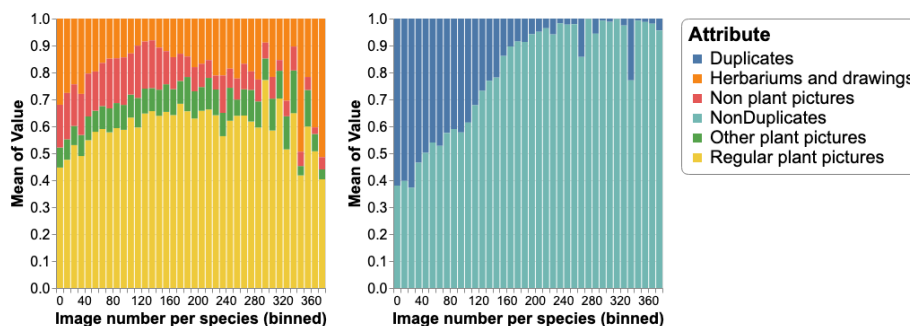 1.0
0.9
0.8
0.7
0.6
0.5
0.4
0.3
0.2
0.1
0.0
Mean of Value
0 40 80 120 160 200 240 280 320 360
Image number per species (binned)
1.0
0.9
0.8
0.7
0.6
0.5
0.4
0.3
0.2
0.1
0.0
Mean of Value
0 40 80 120 160 200 240 280 320 360
Image number per species (binned)
Attribute
Duplicates
Herbariums and drawings
Non plant pictures
NonDuplicates
Other plant pictures
Regular plant pictures